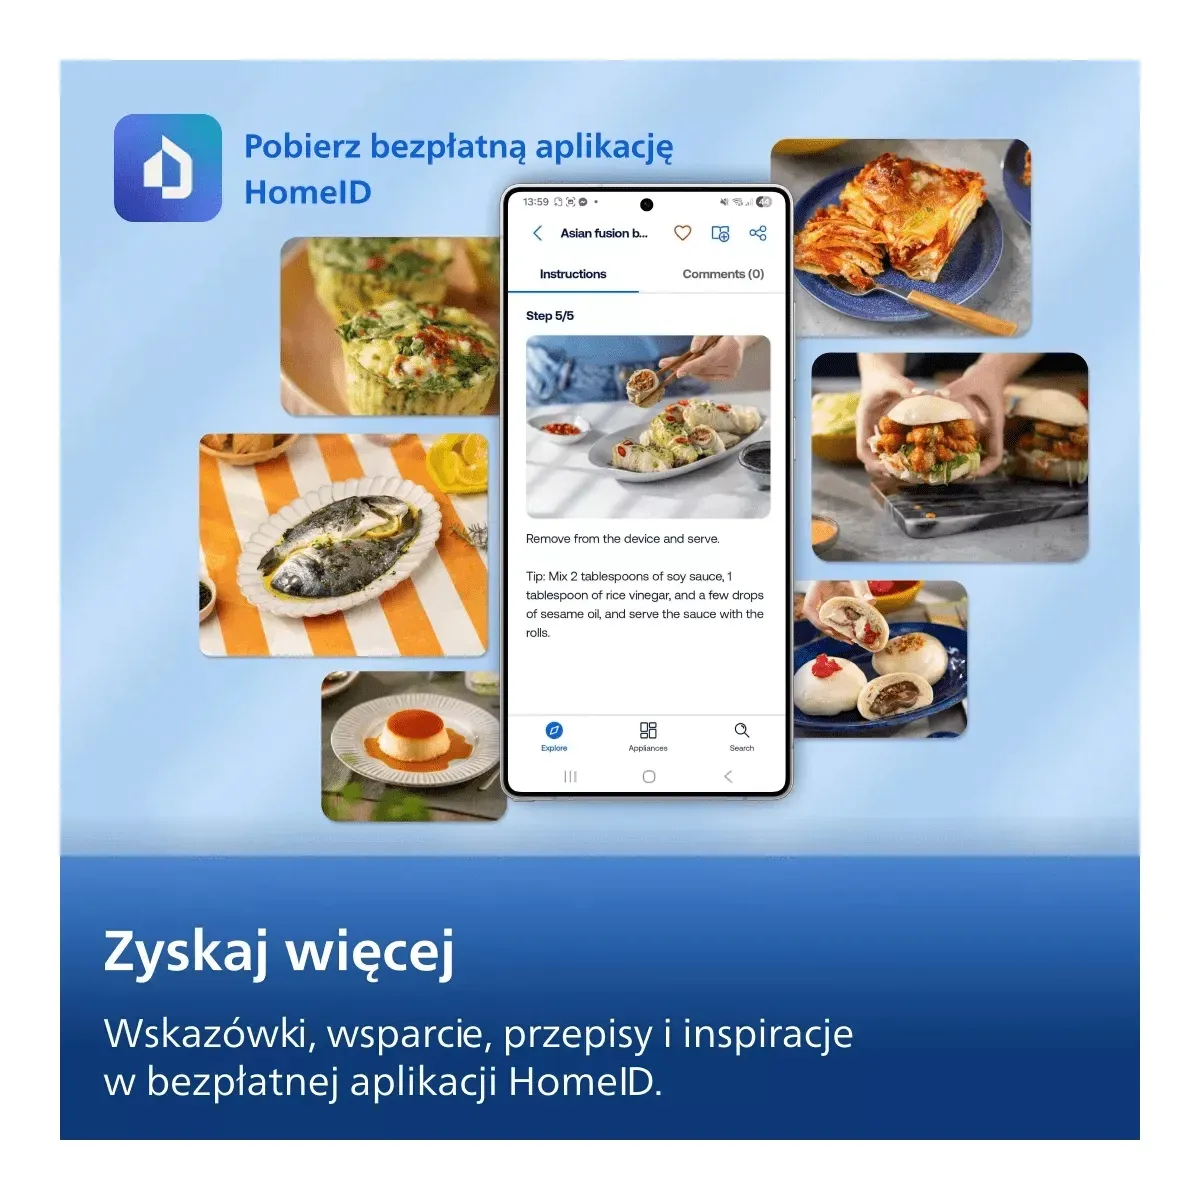 Pobierz bezpłatną aplikację
HomeID
13:59
44
Asian fusion b...
Instructions
Comments (0)
Step 5/5
Remove from the device and serve.
Tip: Mix 2 tablespoons of soy sauce, 1
tablespoon of rice vinegar, and a few drops
of sesame oil, and serve the sauce with the
rolls.
Explore
Appliances
Search
Zyskaj więcej
Wskazówki, wsparcie, przepisy i inspiracje
w bezpłatnej aplikacji HomeID.